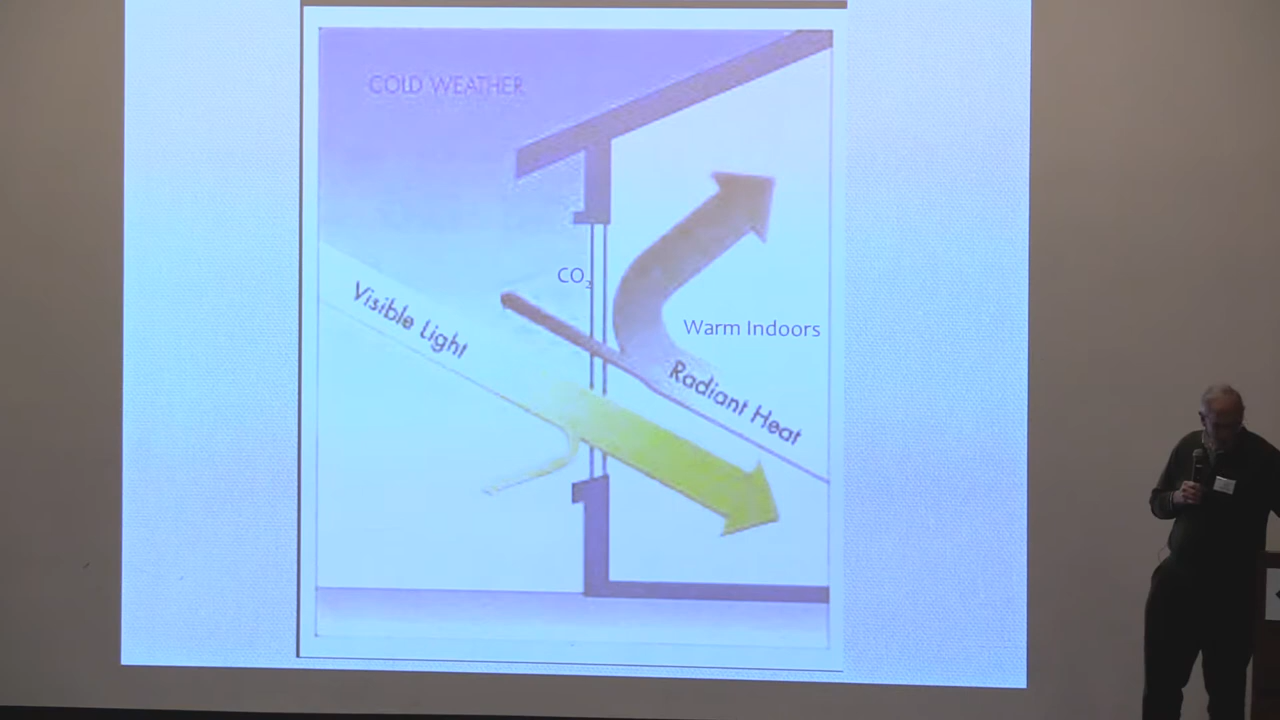 COLD WEATHER
CO₂
Visible Light
Warm Indoors
Radiant Heat